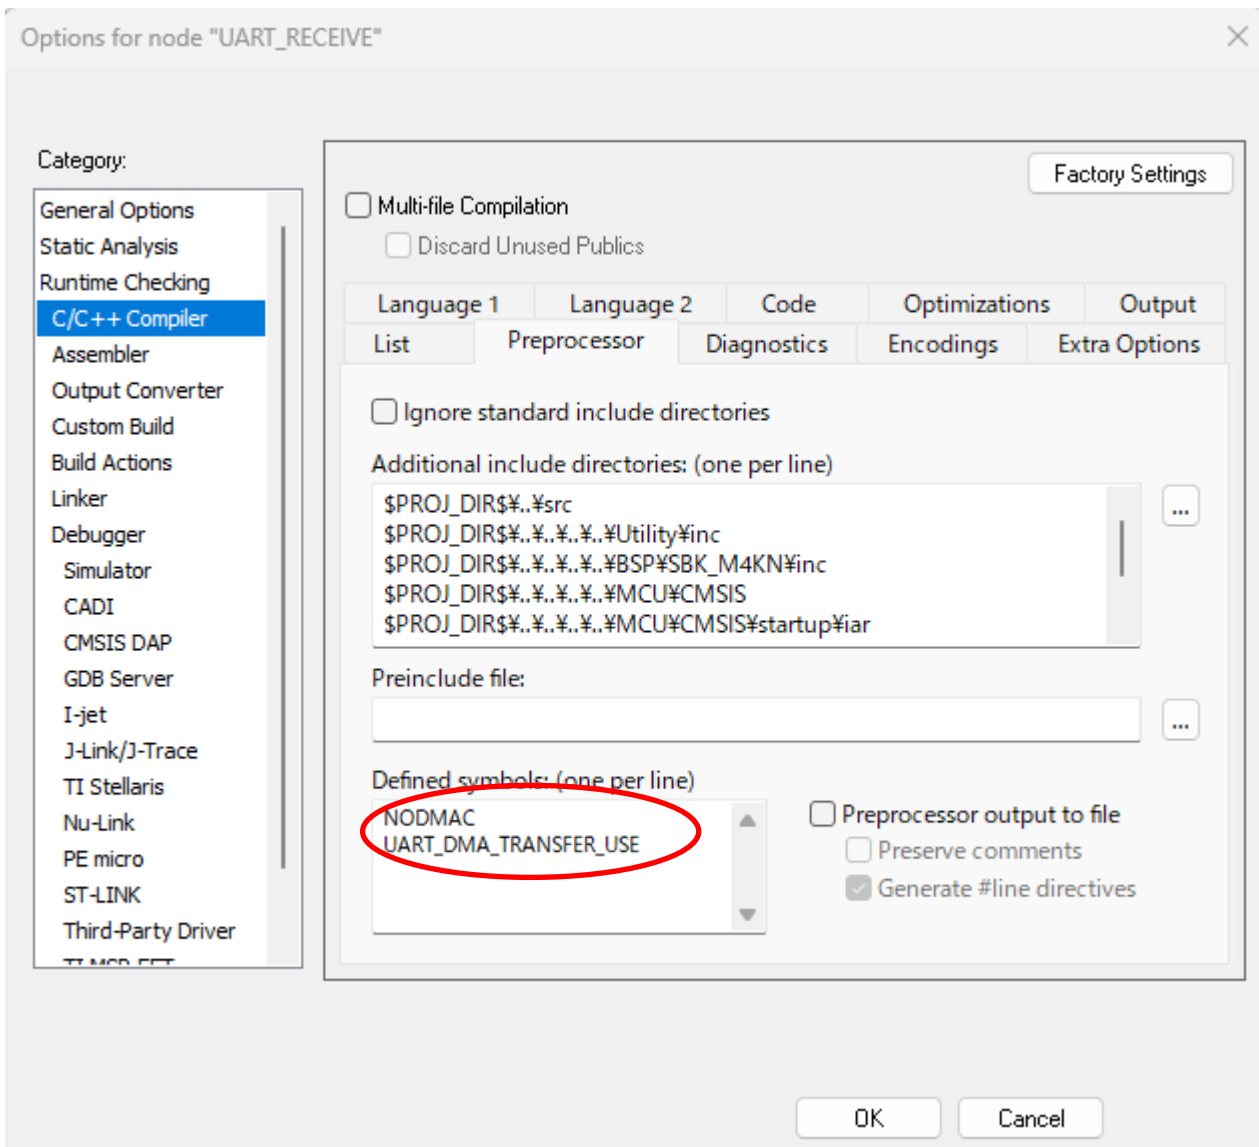 Options for node "UART_RECEIVE"
Category:
General Options
Static Analysis
Runtime Checking
C/C++ Compiler
Assembler
Output Converter
Custom Build
Build Actions
Linker
Debugger
Simulator
CADI
CMSIS DAP
GDB Server
I-jet
J-Link/J-Trace
TI Stellaris
Nu-Link
PE micro
ST-LINK
Third-Party Driver
TI MSP-FET
Factory Settings
Multi-file Compilation
Discard Unused Publics
Language 1 Language 2 Code Optimizations Output
List Preprocessor Diagnostics Encodings Extra Options
Ignore standard include directories
Additional include directories: (one per line)
$PROJ_DIR$¥..¥src
$PROJ_DIR$¥..¥..¥..¥..¥Utility¥inc
$PROJ_DIR$¥..¥..¥..¥..¥BSP¥SBK_M4KN¥inc
$PROJ_DIR$¥..¥..¥..¥..¥MCU¥CMSIS
$PROJ_DIR$¥..¥..¥..¥..¥MCU¥CMSIS¥startup¥iar
...
Preinclude file:
...
Defined symbols: (one per line)
NODMAC
UART_DMA_TRANSFER_USE
Preprocessor output to file
Preserve comments
Generate #line directives
OK Cancel